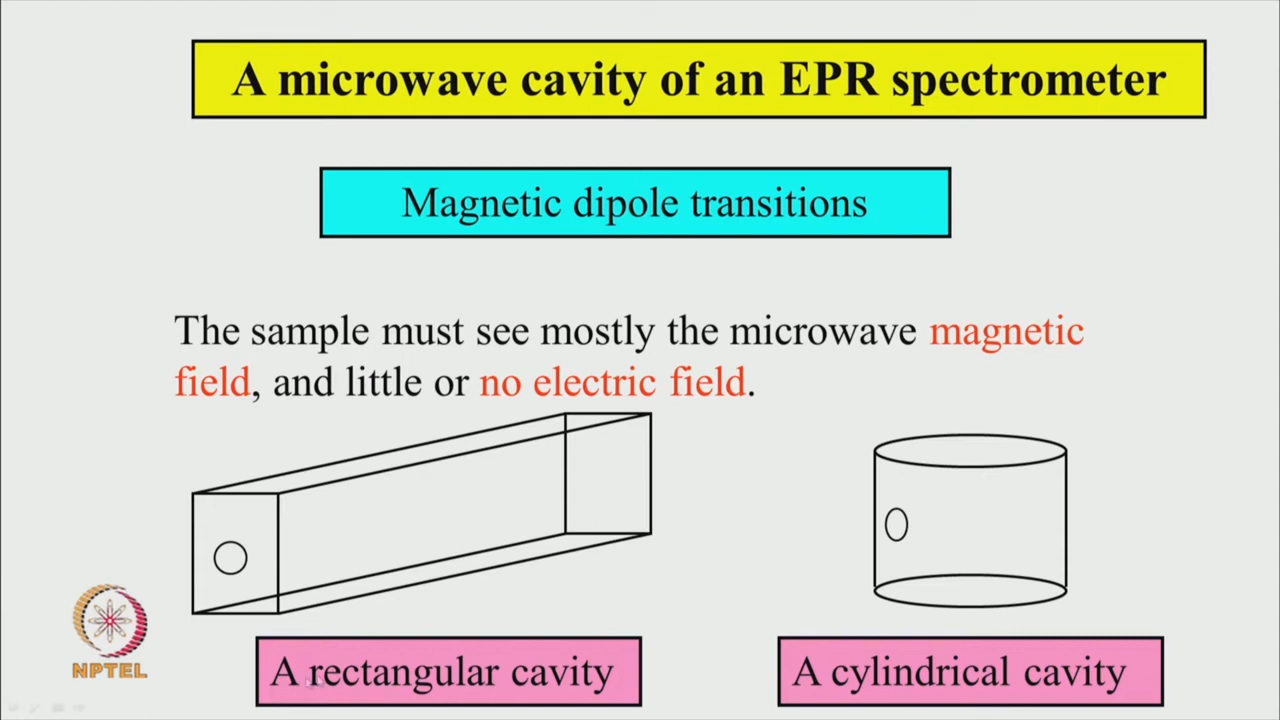 A microwave cavity of an EPR spectrometer
Magnetic dipole transitions
The sample must see mostly the microwave magnetic
field, and little or no electric field.
NPTEL
A rectangular cavity
A cylindrical cavity